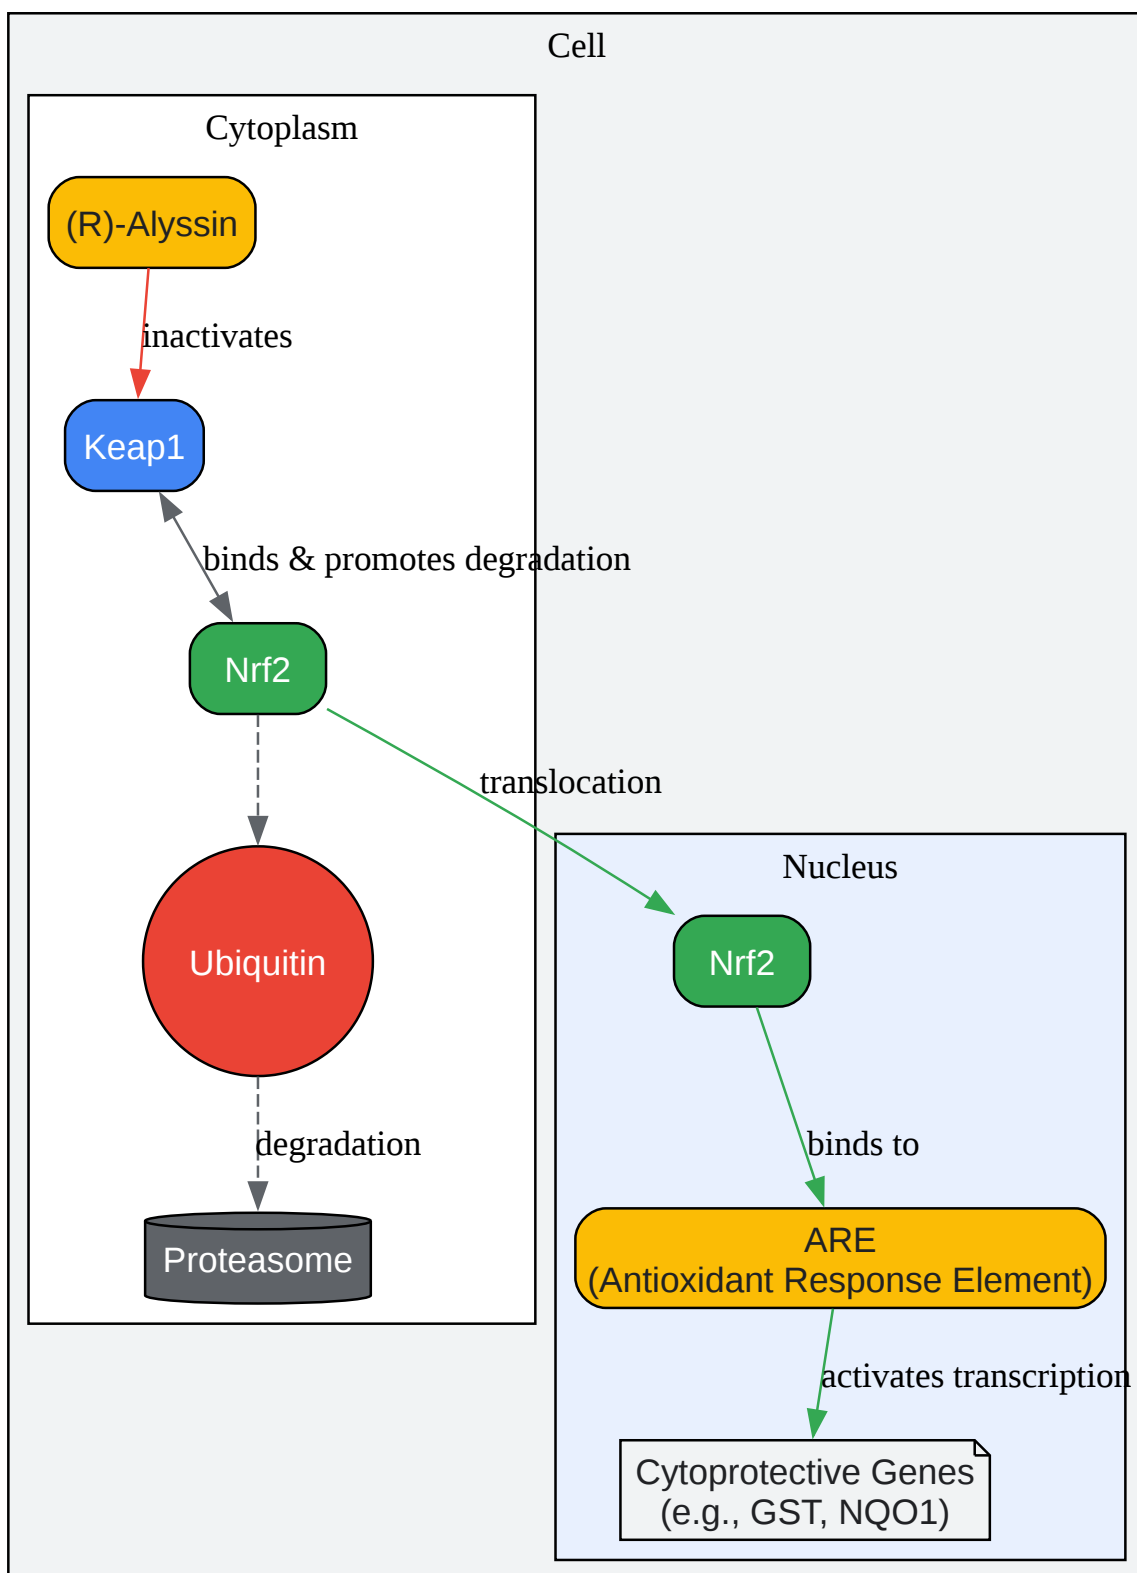 Cell
Cytoplasm
(R)-Alyssin
inactivates
Keap1
binds & promotes degradation
Nrf2
translocation
Ubiquitin
degradation
Proteasome
Nucleus
Nrf2
binds to
ARE
(Antioxidant Response Element)
activates transcription
Cytoprotective Genes
(e.g., GST, NQO1)